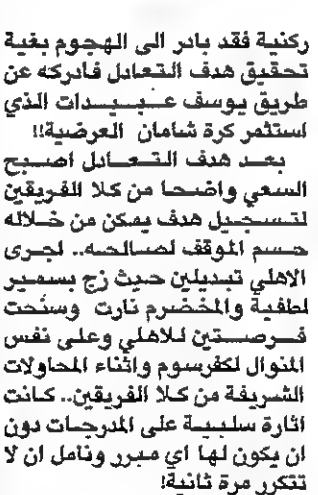 ركنية فقد بادر الى الهجوم بغية
تحقيق هدف التعادل فادركه عن
طريق يوسف عبيدات الذي
استثمر كرة شامان العرضية!!
بعد هدف التعادل اصبح
السعي واضحا من كلا الفريقين
لتسجيل هدف يمكن من خلاله
حسم الموقف لصالحه.. اجرى
الاهلي تبديلين حيث زج بسمير
لطفية والمخضرم نارت وسنحت
فرصتين للاهلي وعلى نفس
المنوال لكفرسوم واثناء المحاولات
الشريفة من كلا الفريقين.. كانت
اثارة سلبية على المدرجات دون
ان يكون لها اي مبرر ونامل ان لا
تتكرر مرة ثانية!